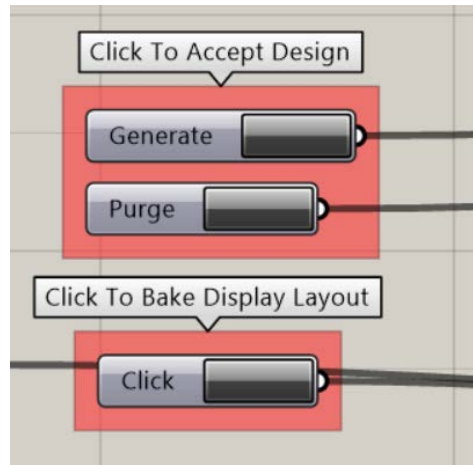 Click To Accept Design
Generate
Purge
Click To Bake Display Layout
Click